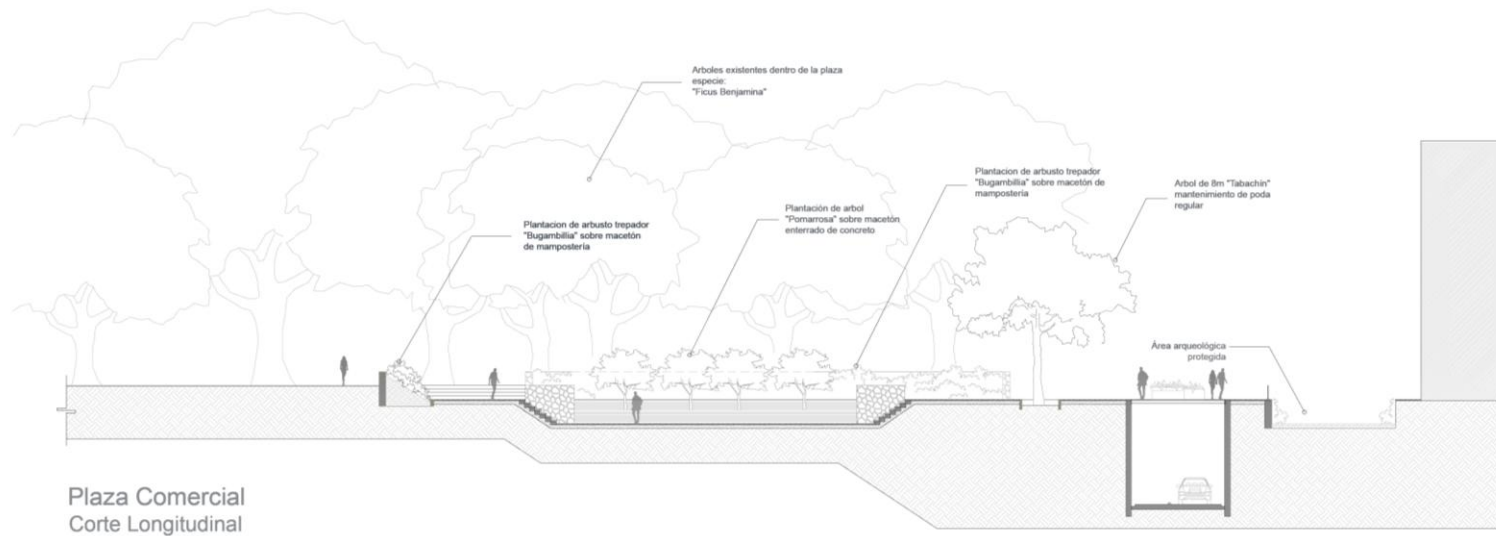 Arboles existentes dentro de la plaza
especie:
"Ficus Benjamina"
Plantacion de arbusto trepador
"Bugambillia" sobre macetón de
mampostería
Arbol de 8m "Tabachín"
mantenimiento de poda
regular
Plantación de arbol
"Pomarrosa" sobre macetón
enterrado de concreto
Plantacion de arbusto trepador
"Bugambillia" sobre macetón
de mampostería
Área arqueológica
protegida
Plaza Comercial
Corte Longitudinal